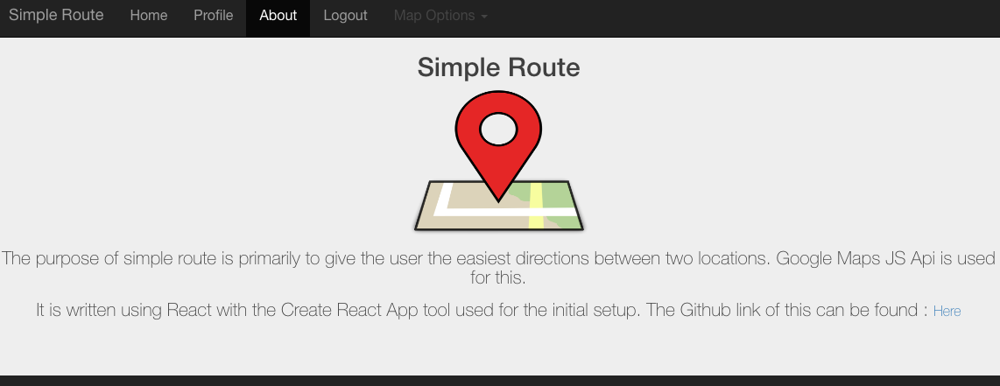 Simple Route Home Profile About Logout Map Options
Simple Route
The purpose of simple route is primarily to give the user the easiest directions between two locations. Google Maps JS Api is used
for this.
It is written using React with the Create React App tool used for the initial setup. The Github link of this can be found : Here